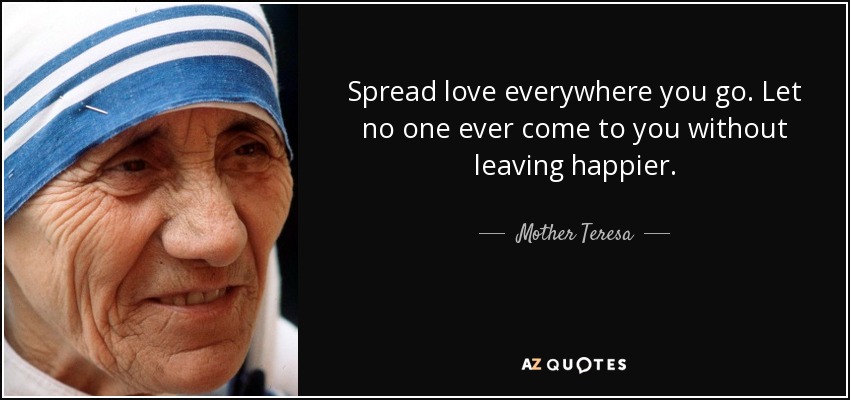 Spread love everywhere you go. Let
no one ever come to you without
leaving happier.
Mother Teresa
AZ QUOTES